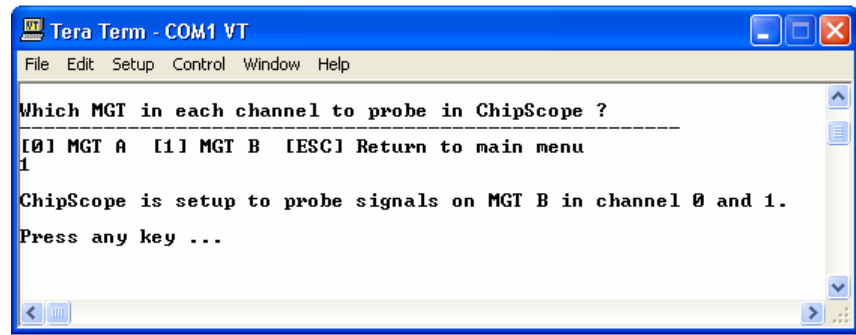 Tera Term - COM1 VT
File Edit Setup Control Window Help
Which MGT in each channel to probe in ChipScope ?
-------------------------------------------------------
[0] MGT A [1] MGT B [ESC] Return to main menu
1
ChipScope is setup to probe signals on MGT B in channel 0 and 1.
Press any key ...